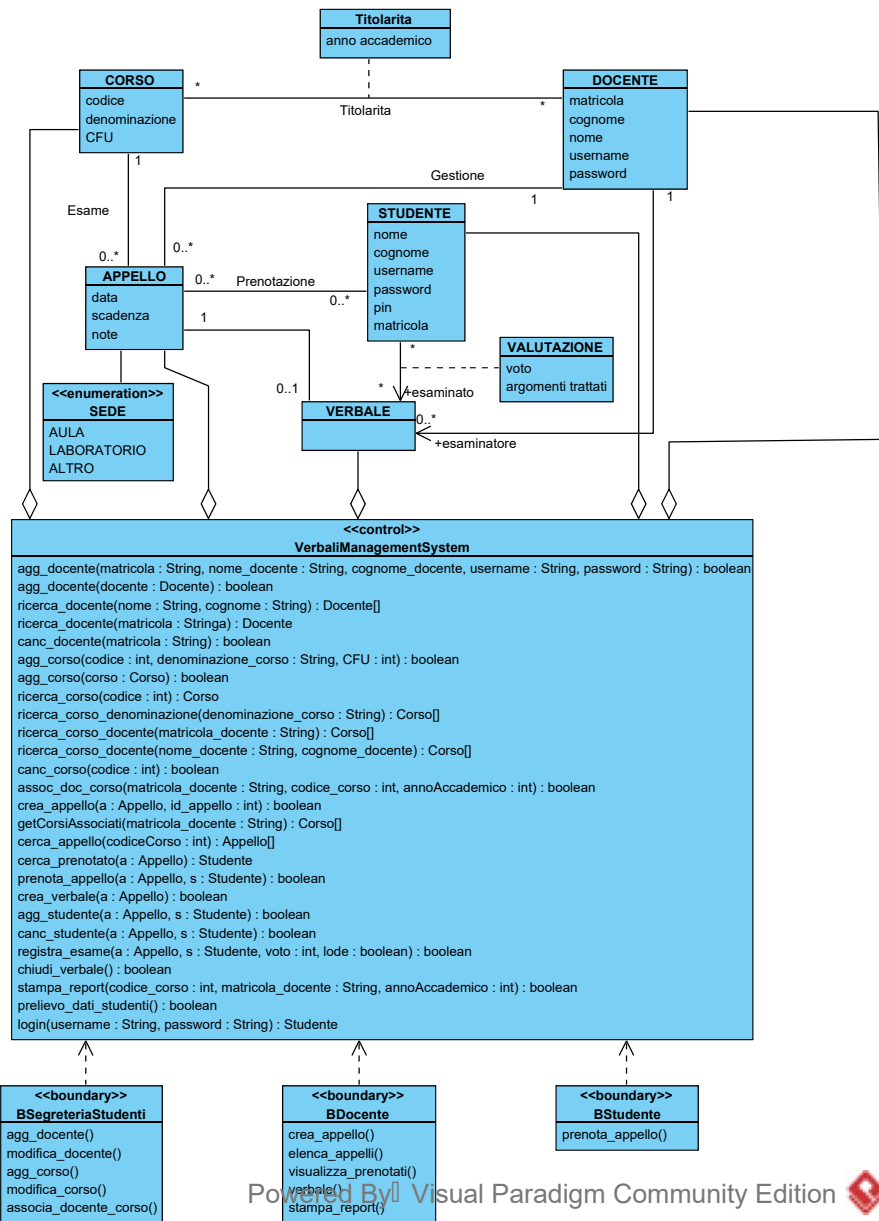 Titolarita
anno accademico
CORSO
codice
denominazione
CFU
*
Titolarita
*
DOCENTE
matricola
cognome
nome
username
password
1
Esame
0..*
Gestione
1
1
0..*
STUDENTE
nome
cognome
username
password
pin
matricola
APPELLO
data
scadenza
note
0..*
Prenotazione
0..*
1
*
VALUTAZIONE
voto
argomenti trattati
<<enumeration>>
SEDE
AULA
LABORATORIO
ALTRO
0..1
*
+esaminato
VERBALE
0..*
+esaminatore
<<control>>
VerbaliManagementSystem
agg_docente(matricola : String, nome_docente : String, cognome_docente, username : String, password : String) : boolean
agg_docente(docente : Docente) : boolean
ricerca_docente(nome : String, cognome : String) : Docente[]
ricerca_docente(matricola : Stringa) : Docente
canc_docente(matricola : String) : boolean
agg_corso(codice : int, denominazione_corso : String, CFU : int) : boolean
agg_corso(corso : Corso) : boolean
ricerca_corso(codice : int) : Corso
ricerca_corso_denominazione(denominazione_corso : String) : Corso[]
ricerca_corso_docente(matricola_docente : String) : Corso[]
ricerca_corso_docente(nome_docente : String, cognome_docente) : Corso[]
canc_corso(codice : int) : boolean
assoc_doc_corso(matricola_docente : String, codice_corso : int, annoAccademico : int) : boolean
crea_appello(a : Appello, id_appello : int) : boolean
getCorsiAssociati(matricola_docente : String) : Corso[]
cerca_appello(codiceCorso : int) : Appello[]
cerca_prenotato(a : Appello) : Studente
prenota_appello(a : Appello, s : Studente) : boolean
crea_verbale(a : Appello) : boolean
agg_studente(a : Appello, s : Studente) : boolean
canc_studente(a : Appello, s : Studente) : boolean
registra_esame(a : Appello, s : Studente, voto : int, lode : boolean) : boolean
chiudi_verbale() : boolean
stampa_report(codice_corso : int, matricola_docente : String, annoAccademico : int) : boolean
prelievo_dati_studenti() : boolean
login(username : String, password : String) : Studente
<<boundary>>
BSegreteriaStudenti
agg_docente()
modifica_docente()
agg_corso()
modifica_corso()
associa_docente_corso()
<<boundary>>
BDocente
crea_appello()
elenca_appelli()
visualizza_prenotati()
verbale()
stampa_report()
<<boundary>>
BStudente
prenota_appello()
Powered By Visual Paradigm Community Edition